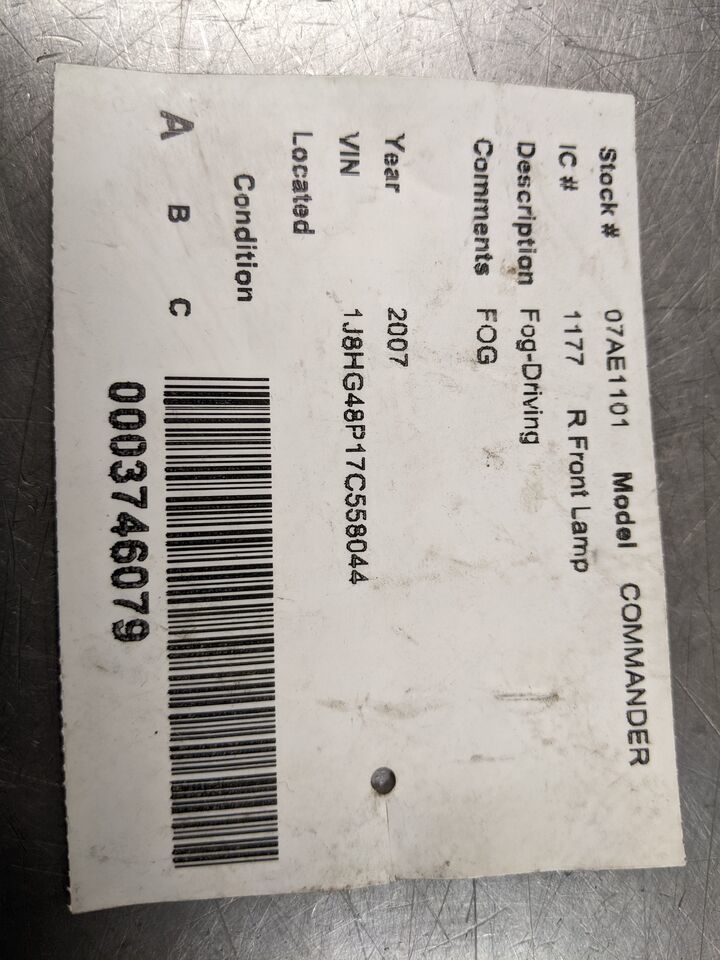 Stock # 07AE1101 Model COMMANDER
IC # 1177 R Front Lamp
Description Fog-Driving
Comments FOG
Year 2007
VIN 1J8HG48P17C558044
Located
Condition
A B C
0003746079